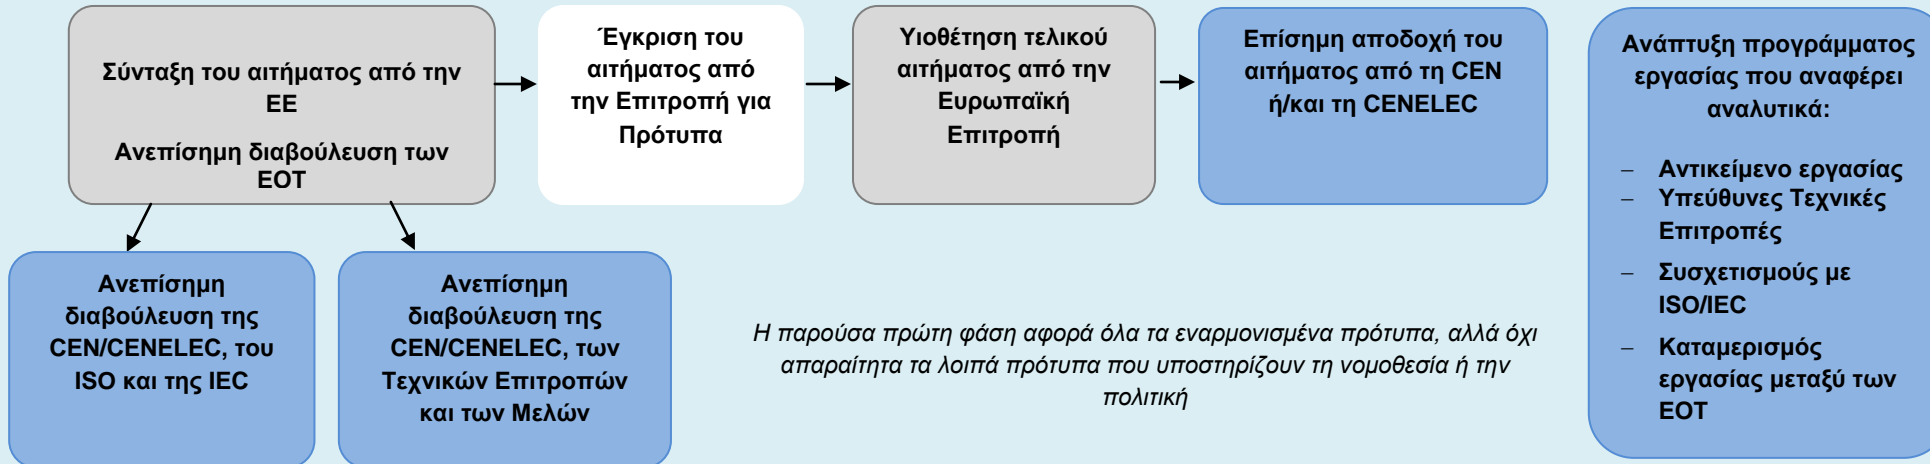 Σύνταξη του αιτήματος από την
ΕΕ
Ανεπίσημη διαβούλευση των
ΕΟΤ
Έγκριση του
αιτήματος από
την Επιτροπή για
Πρότυπα
Υιοθέτηση τελικού
αιτήματος από την
Ευρωπαϊκή
Επιτροπή
Επίσημη αποδοχή του
αιτήματος από τη CEN
ή/και τη CENELEC
Ανάπτυξη προγράμματος
εργασίας που αναφέρει
αναλυτικά:
– Αντικείμενο εργασίας
– Υπεύθυνες Τεχνικές
Επιτροπές
– Συσχετισμούς με
ISO/IEC
– Καταμερισμός
εργασίας μεταξύ των
ΕΟΤ
Ανεπίσημη
διαβούλευση της
CEN/CENELEC, του
ISO και της IEC
Ανεπίσημη
διαβούλευση της
CEN/CENELEC, των
Τεχνικών Επιτροπών
και των Μελών
Η παρούσα πρώτη φάση αφορά όλα τα εναρμονισμένα πρότυπα, αλλά όχι
απαραίτητα τα λοιπά πρότυπα που υποστηρίζουν τη νομοθεσία ή την
πολιτική